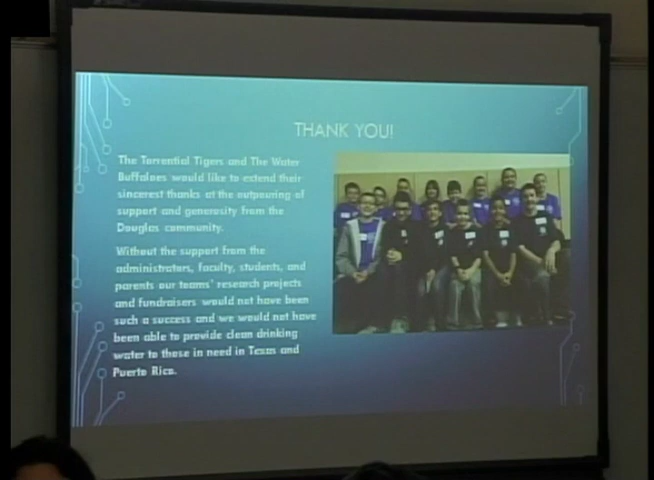 THANK YOU!
The Torrential Tigers and The Water
Buffaloes would like to extend their
sincerest thanks at the outpouring of
support and generosity from the
Douglas community.
Without the support from the
administrators, faculty, students, and
parents our teams' research projects
and fundraisers would not have been
such a success and we would not have
been able to provide clean drinking
water to those in need in Texas and
Puerto Rico.